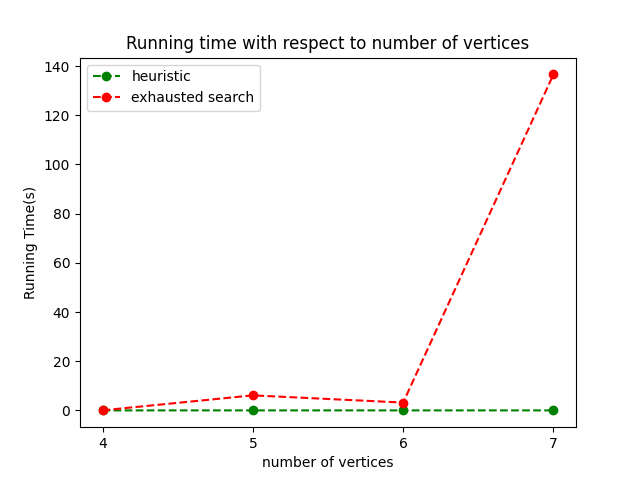 Running time with respect to number of vertices
heuristic
exhausted search
Running Time(s)
140
120
100
80
60
40
20
0
4 5 6 7
number of vertices